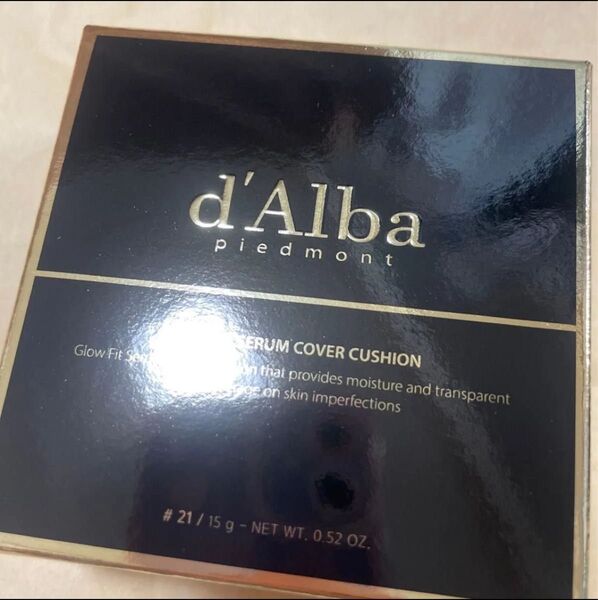 d'Alba
piedmont
SERUM COVER CUSHION
Glow Fit that provides moisture and transparent
on skin imperfections
# 21 / 15 g - NET WT. 0.52 OZ.